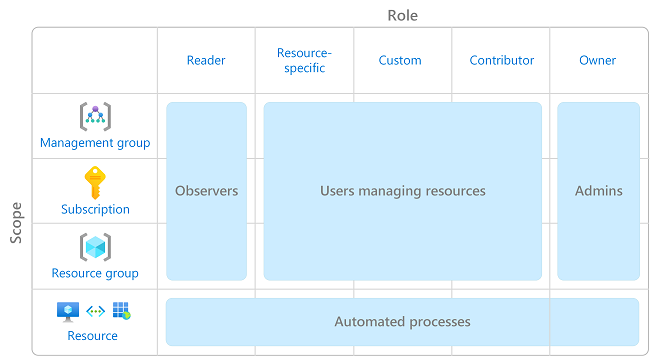 Role
Reader
Resource-
specific
Custom
Contributor
Owner
Scope
Management group
Subscription
Resource group
Resource
Observers
Users managing resources
Admins
Automated processes